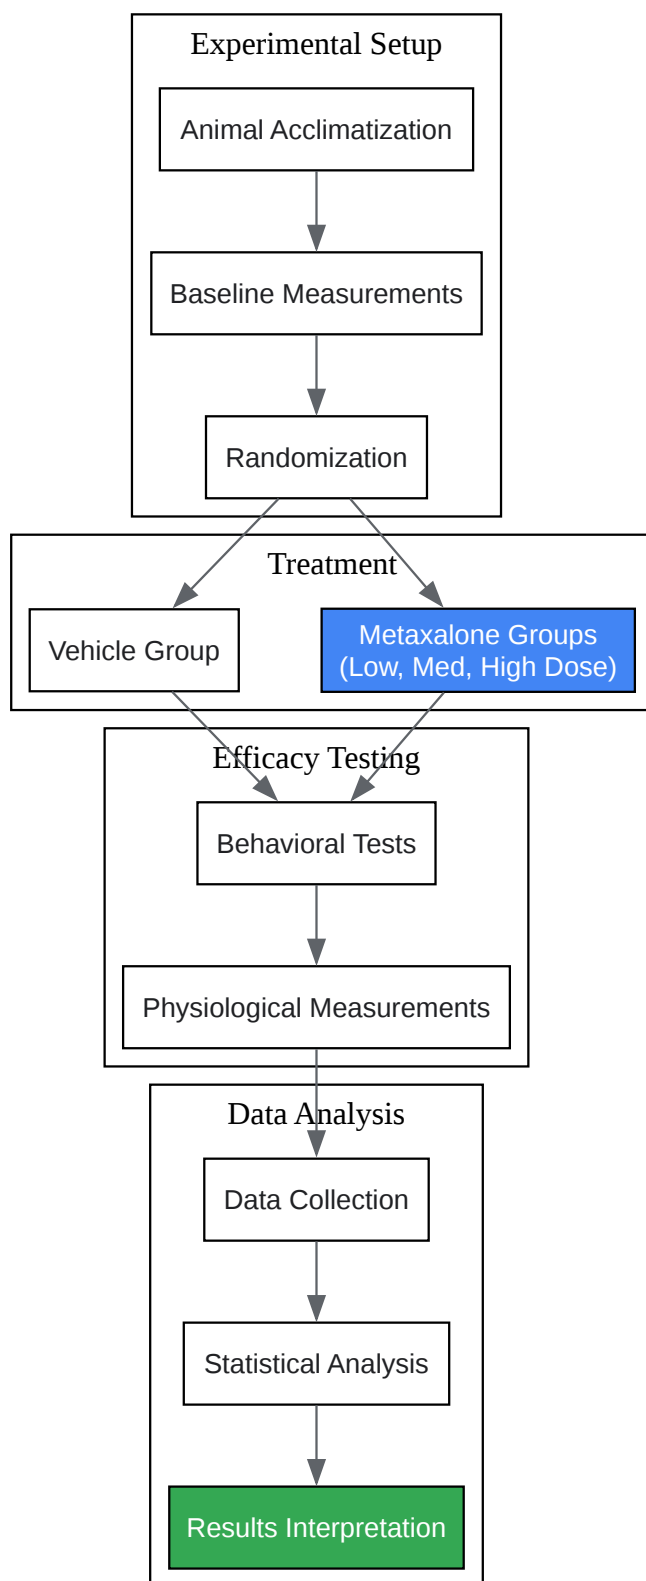 Experimental Setup
Animal Acclimatization
Baseline Measurements
Randomization
Treatment
Vehicle Group
Metaxalone Groups
(Low, Med, High Dose)
Efficacy Testing
Behavioral Tests
Physiological Measurements
Data Analysis
Data Collection
Statistical Analysis
Results Interpretation